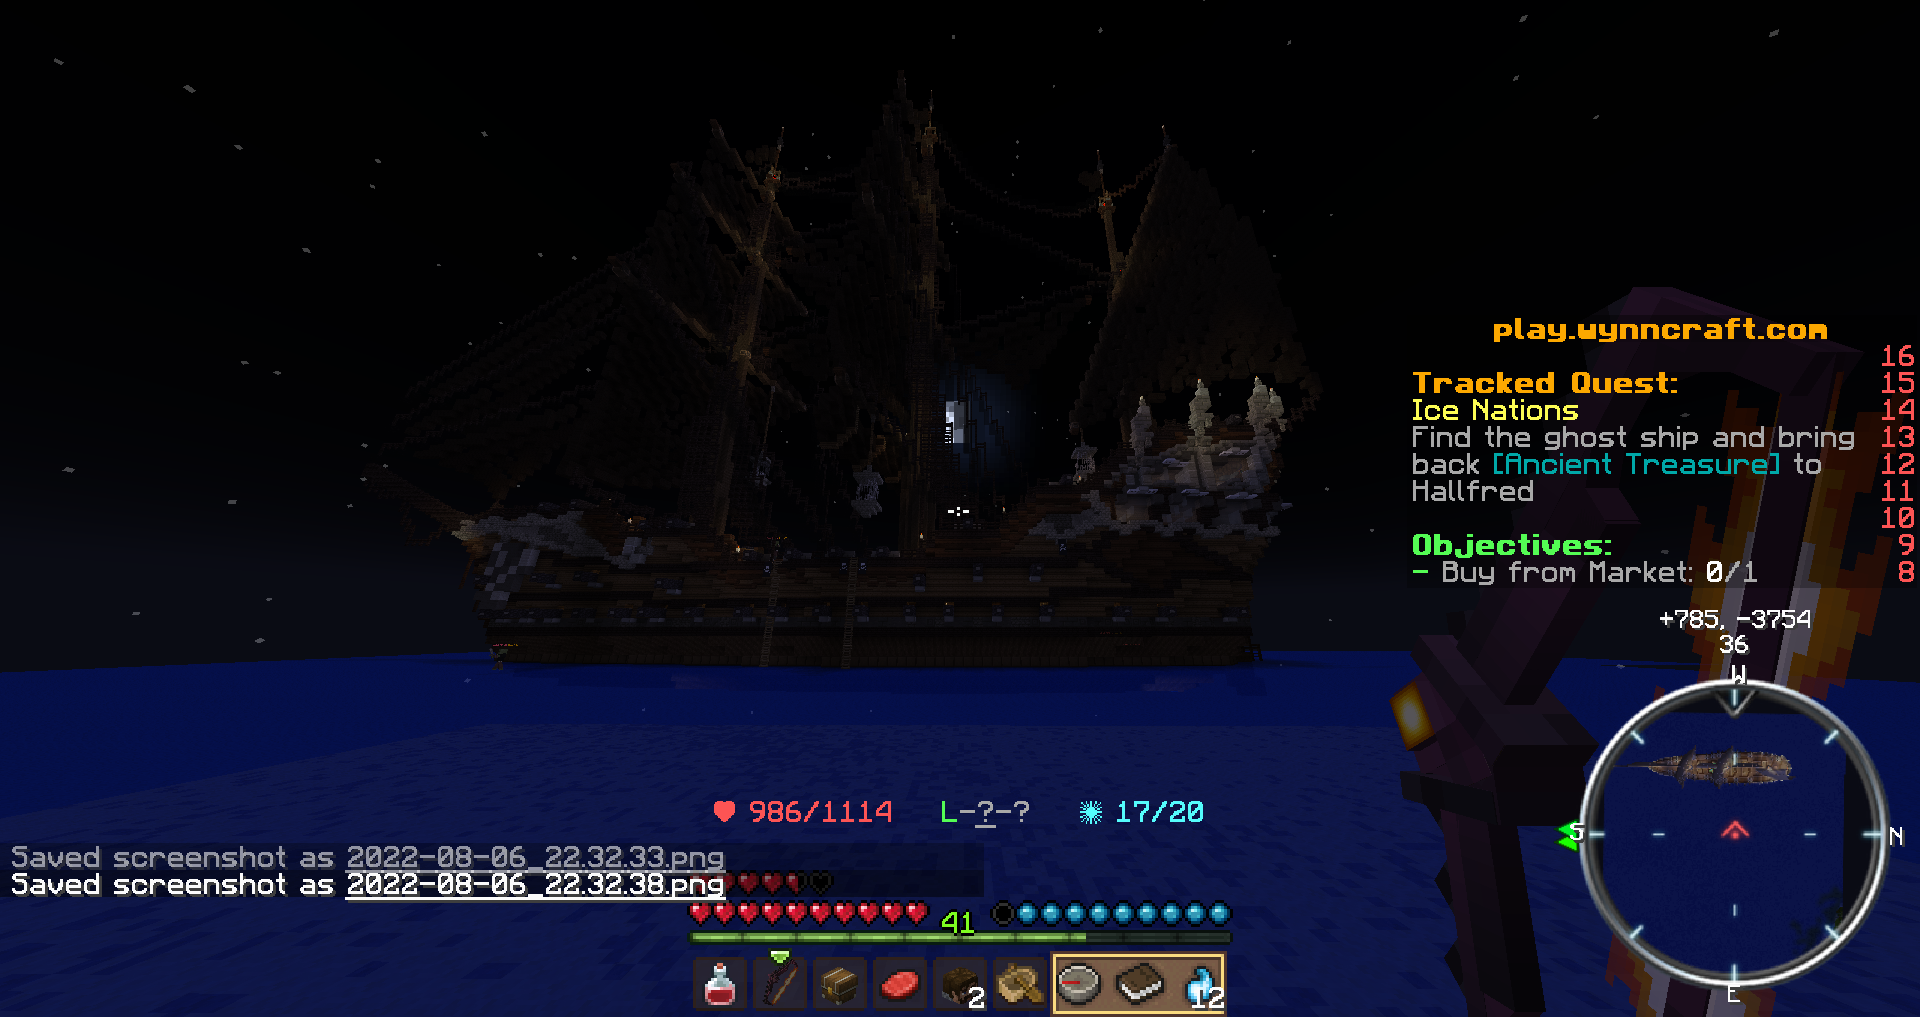 play.wynncraft.com
16
Tracked Quest: 15
Ice Nations 14
Find the ghost ship and bring 13
back [Ancient Treasure] to 12
Hallfred 11
10
Objectives: 9
- Buy from Market: 0/1 8
+785, -3754
36
W
S
N
E
986/1114 L-?-? 17/20
Saved screenshot as 2022-08-06_22.32.33.png
Saved screenshot as 2022-08-06_22.32.38.png
41
2
12